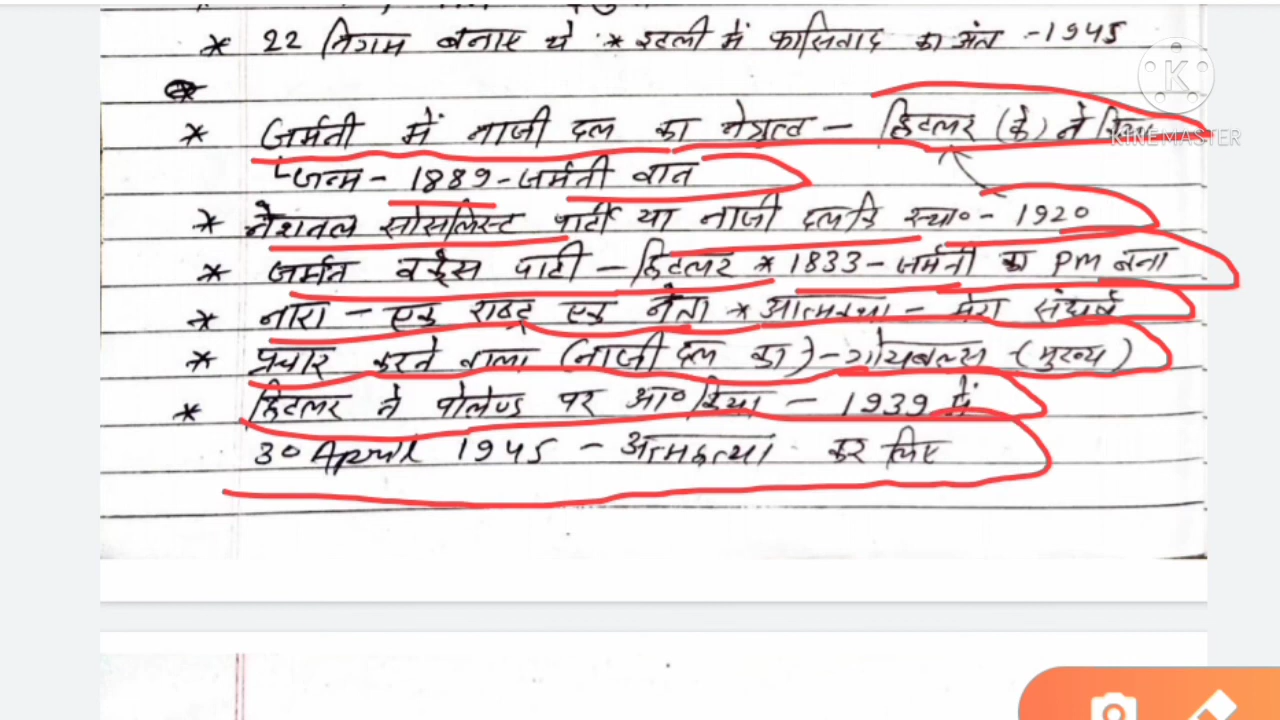 * 22 निगम बनाए थे * इटली में फासिवाद का अंत - 1945
* जर्मनी में नाजी दल का नेतृत्व - हिटलर (के) ने किया
KINEMASTER
जन्म - 1889 - जर्मनी वान
* नेशनल सोसलिस्ट पार्टी या नाजी दल कि स्था० - 1920
* जर्मन वर्कस पार्टी - हिटलर * 1833 - जर्मनी का PM बना
* नारा - एक राष्ट्र एक नेता * आत्मकथा - मेरा संघर्ष
* प्रचार करने वाला (नाजी दल का) - गोयबल्स (मुख्य)
* हिटलर ने पोलेण्ड पर आ० किया - 1939 में
30 April 1945 - आत्महत्या कर लिए